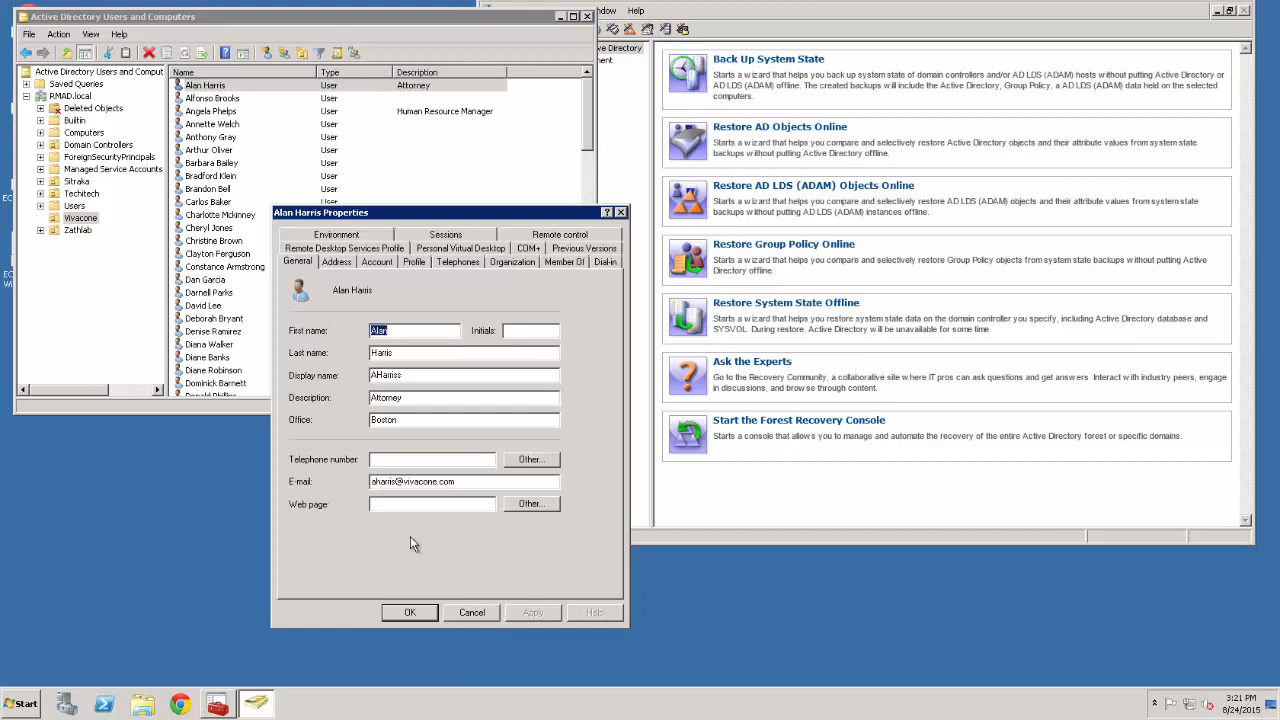 Active Directory Users and Computers
File Action View Help
Active Directory Users and Comput
Saved Queries
RMAD.local
Deleted Objects
Builtin
Computers
Domain Controllers
ForeignSecurityPrincipals
Managed Service Accounts
Sitraka
Techitech
Users
Vivacone
Zathlab
Name Type Description
Alan Harris User Attorney
Alfonso Brooks User
Angela Phelps User Human Resource Manager
Annette Welch User
Anthony Gray User
Arthur Oliver User
Barbara Bailey User
Bradford Klein User
Brandon Bell User
Carlos Baker User
Charlotte Mckinney
Cheryl Jones
Christine Brown
Clayton Ferguson
Constance Armstrong
Dan Garcia
Darnell Parks
David Lee
Deborah Bryant
Denise Ramirez
Diana Walker
Diane Banks
Diane Robinson
Dominick Barnett
Alan Harris Properties
Environment Sessions Remote control
Remote Desktop Services Profile Personal Virtual Desktop COM+ Previous Versions
General Address Account Profile Telephones Organization Member Of Dial-in
Alan Harris
First name: Alan Initials:
Last name: Harris
Display name: AHarriss
Description: Attorney
Office: Boston
Telephone number: Other...
E-mail: aharris@vivacone.com
Web page: Other...
OK Cancel Apply Help
ndow Help
ve Directory
ment
Back Up System State
Starts a wizard that helps you back up system state of domain controllers and/or AD LDS (ADAM) hosts without putting Active Directory or
AD LDS (ADAM) offline. The created backups will include the Active Directory, Group Policy, a AD LDS (ADAM) data held on the selected
computers.
Restore AD Objects Online
Starts a wizard that helps you compare and selectively restore Active Directory objects and their attribute values from system state
backups without putting Active Directory offline.
Restore AD LDS (ADAM) Objects Online
Starts a wizard that helps you compare and selectively restore AD LDS (ADAM) objects and their attribute values from system state
backups without putting AD LDS (ADAM) instances offline.
Restore Group Policy Online
Starts a wizard that helps you compare and selectively restore Group Policy objects from system state backups without putting Active
Directory offline.
Restore System State Offline
Starts a wizard that helps you restore system state data on the domain controller you specify, including Active Directory database and
SYSVOL. During restore, Active Directory will be unavailable for some time.
Ask the Experts
Go to the Recovery Community, a collaborative site where IT pros can ask questions and get answers. Interact with industry peers, engage
in discussions, and browse through content.
Start the Forest Recovery Console
Starts a console that allows you to manage and automate the recovery of the entire Active Directory forest or specific domains.
Start
3:21 PM
8/24/2015